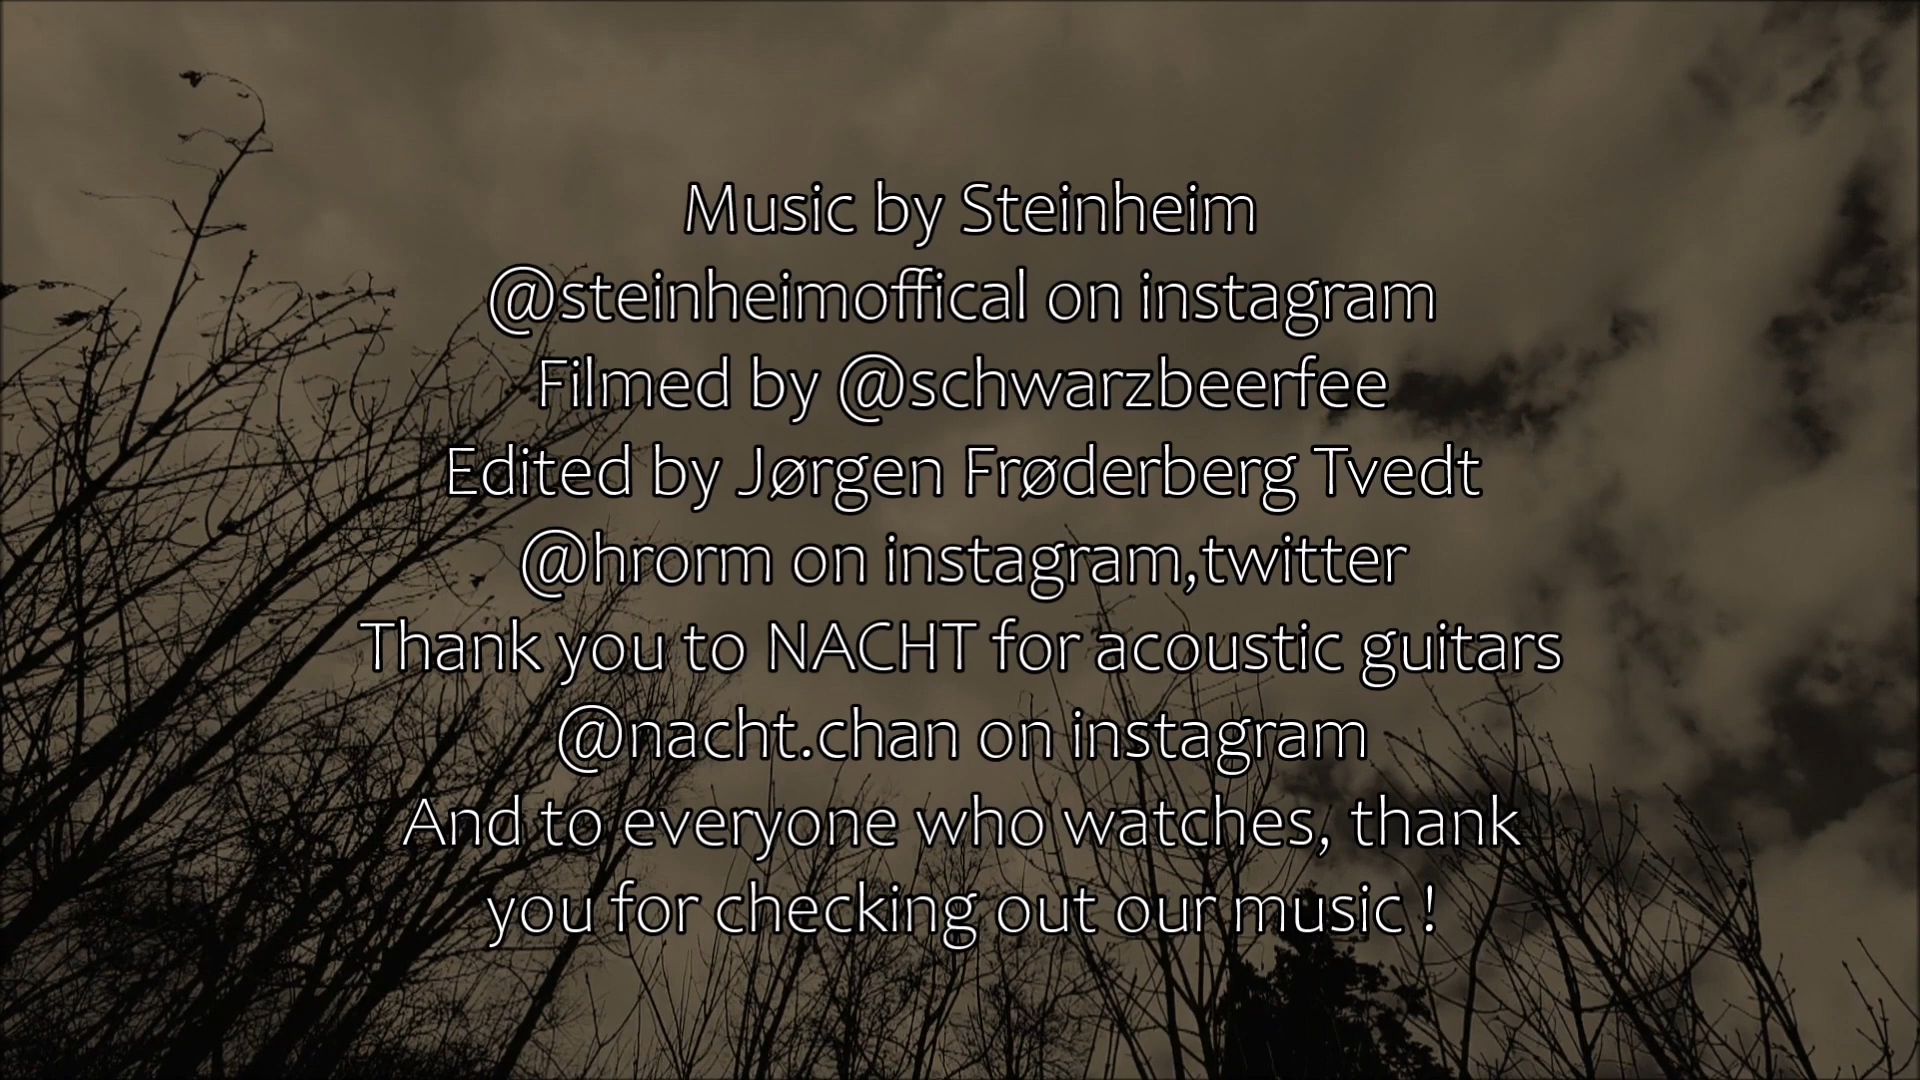 Music by Steinheim
@steinheimoffical on instagram
Filmed by @schwarzbeerfee
Edited by Jørgen Frøderberg Tvedt
@hrorm on instagram,twitter
Thank you to NACHT for acoustic guitars
@nacht.chan on instagram
And to everyone who watches, thank
you for checking out our music !